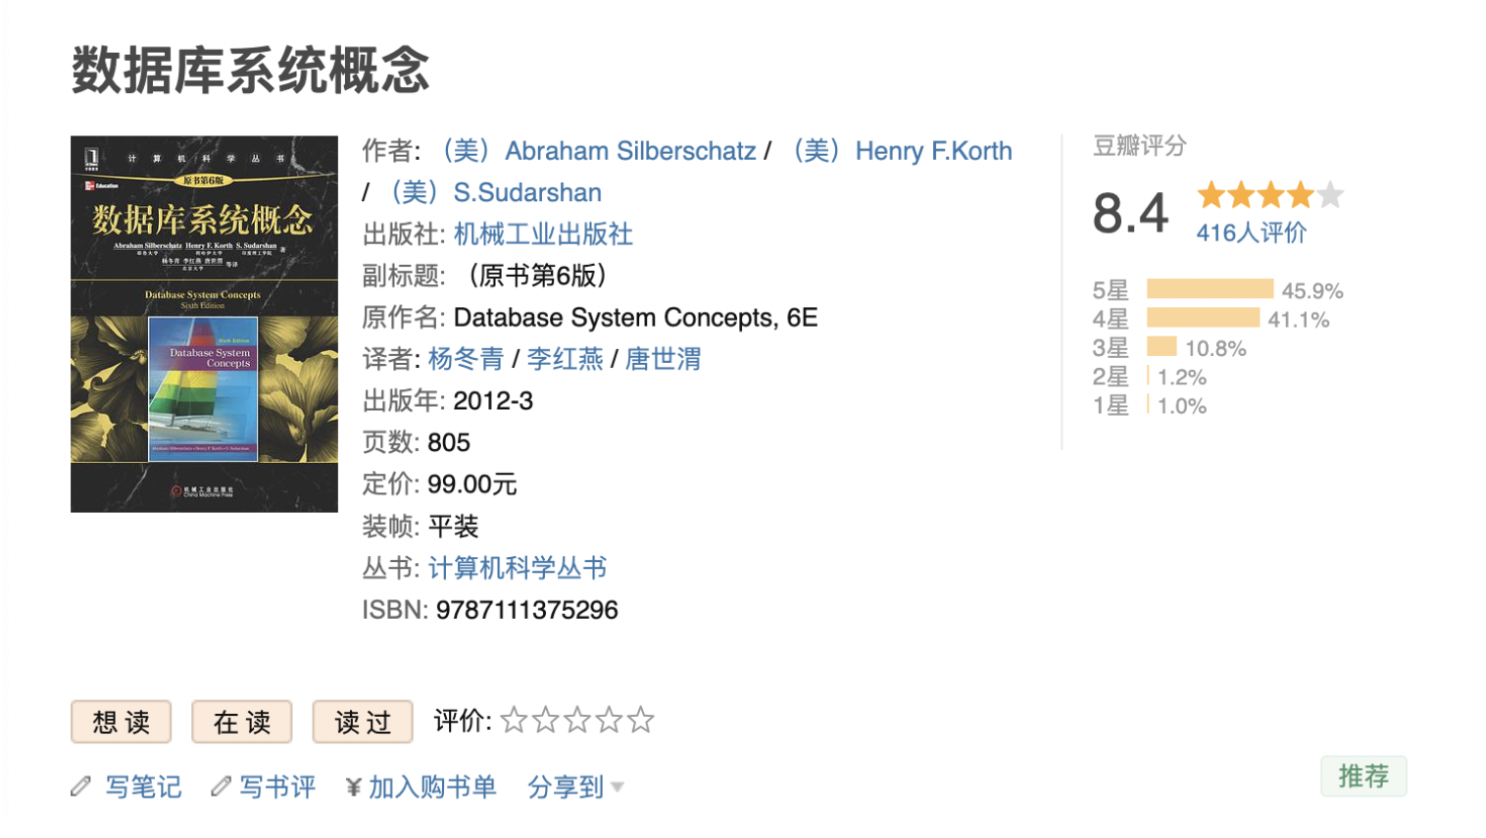 数据库系统概念
计算机科学丛书
Education
原书第6版
数据库系统概念
Abraham Silberschatz Henry F. Korth S. Sudarshan 著
杨冬青 李红燕 唐世渭 等译
北京大学
Database System Concepts
Sixth Edition
Database System
Concepts
机械工业出版社
China Machine Press
作者: （美）Abraham Silberschatz / （美）Henry F.Korth
/ （美）S.Sudarshan
出版社: 机械工业出版社
副标题: （原书第6版）
原作名: Database System Concepts, 6E
译者: 杨冬青 / 李红燕 / 唐世渭
出版年: 2012-3
页数: 805
定价: 99.00元
装帧: 平装
丛书: 计算机科学丛书
ISBN: 9787111375296
豆瓣评分
8.4
416人评价
5星 45.9%
4星 41.1%
3星 10.8%
2星 1.2%
1星 1.0%
想读 在读 读过 评价:
写笔记 写书评 ¥加入购书单 分享到
推荐